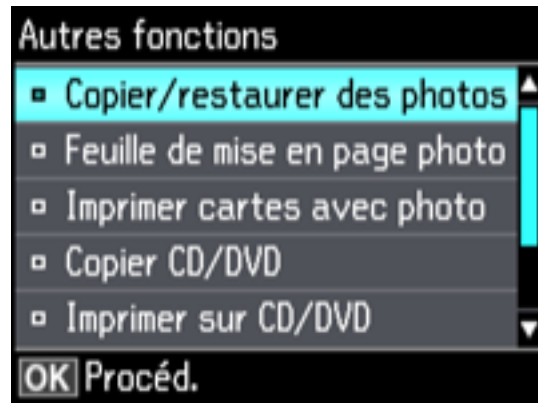 Autres fonctions
Copier/restaurer des photos
Feuille de mise en page photo
Imprimer cartes avec photo
Copier CD/DVD
Imprimer sur CD/DVD
OK Procéd.